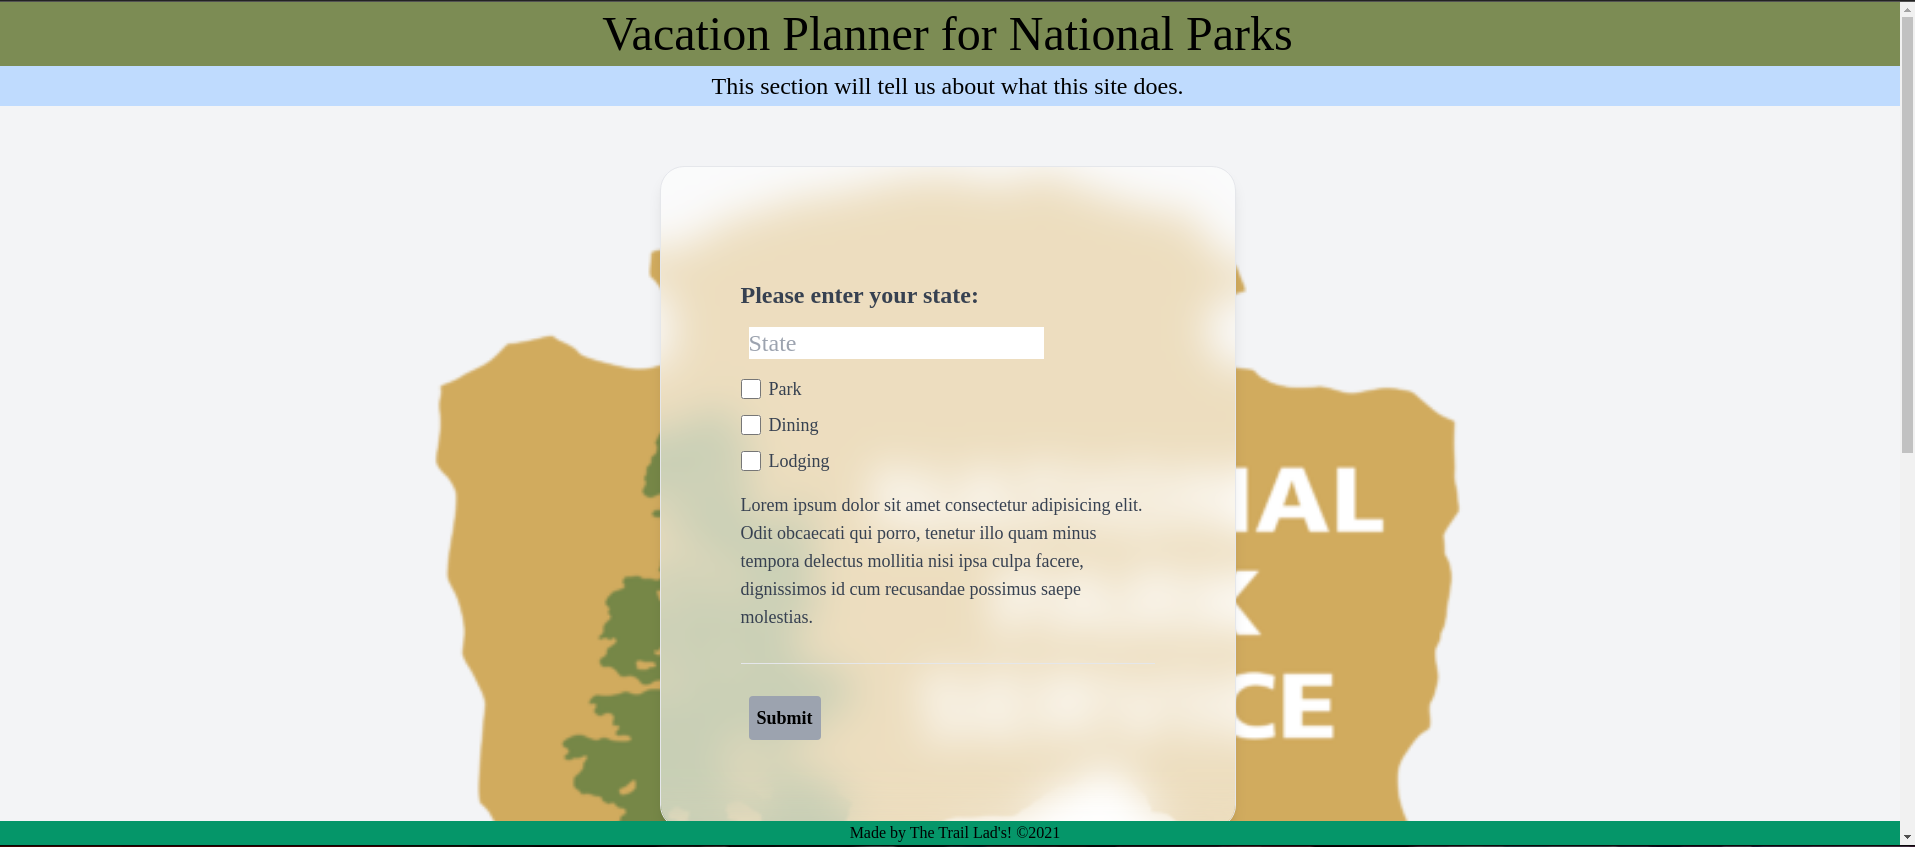 Vacation Planner for National Parks
This section will tell us about what this site does.
Please enter your state:
State
Park
Dining
Lodging
IAL
Lorem ipsum dolor sit amet consectetur adipisicing elit.
Odit obcaecati qui porro, tenetur illo quam minus
tempora delectus mollitia nisi ipsa culpa facere,
dignissimos id cum recusandae possimus saepe
molestias.
K
CE
Submit
Made by The Trail Lad's! ©2021